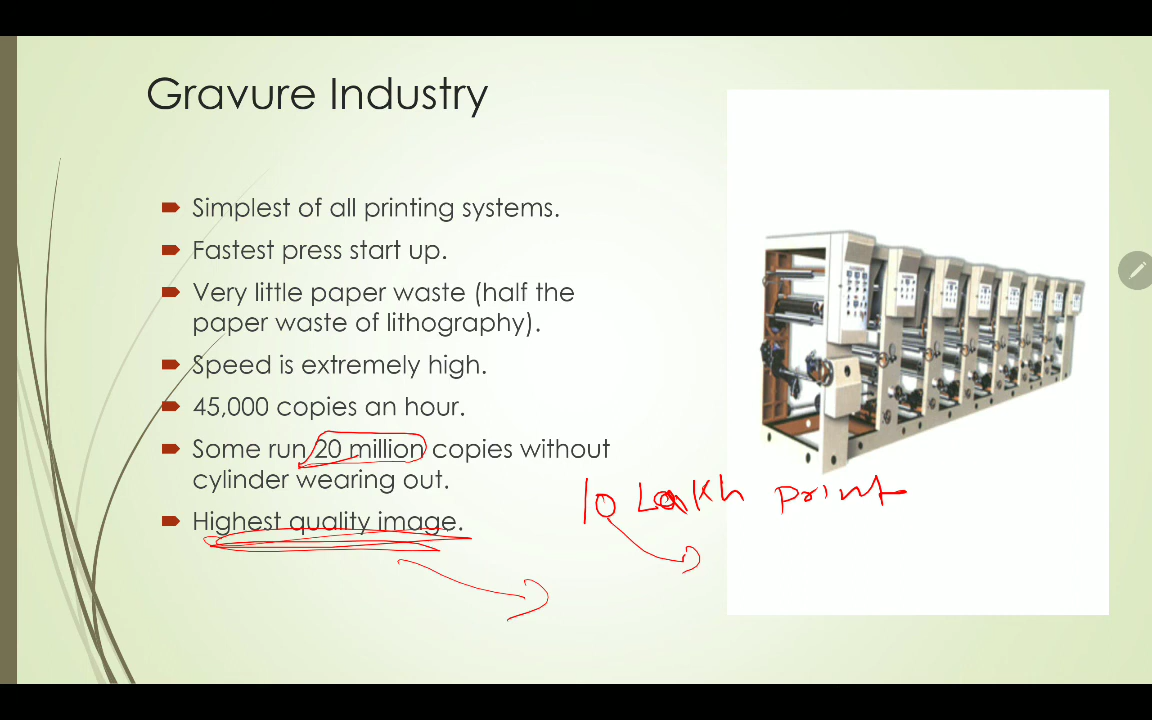 Gravure Industry
Simplest of all printing systems.
Fastest press start up.
Very little paper waste (half the
paper waste of lithography).
Speed is extremely high.
45,000 copies an hour.
Some run 20 million copies without
cylinder wearing out.
10 Lakh print
Highest quality image.